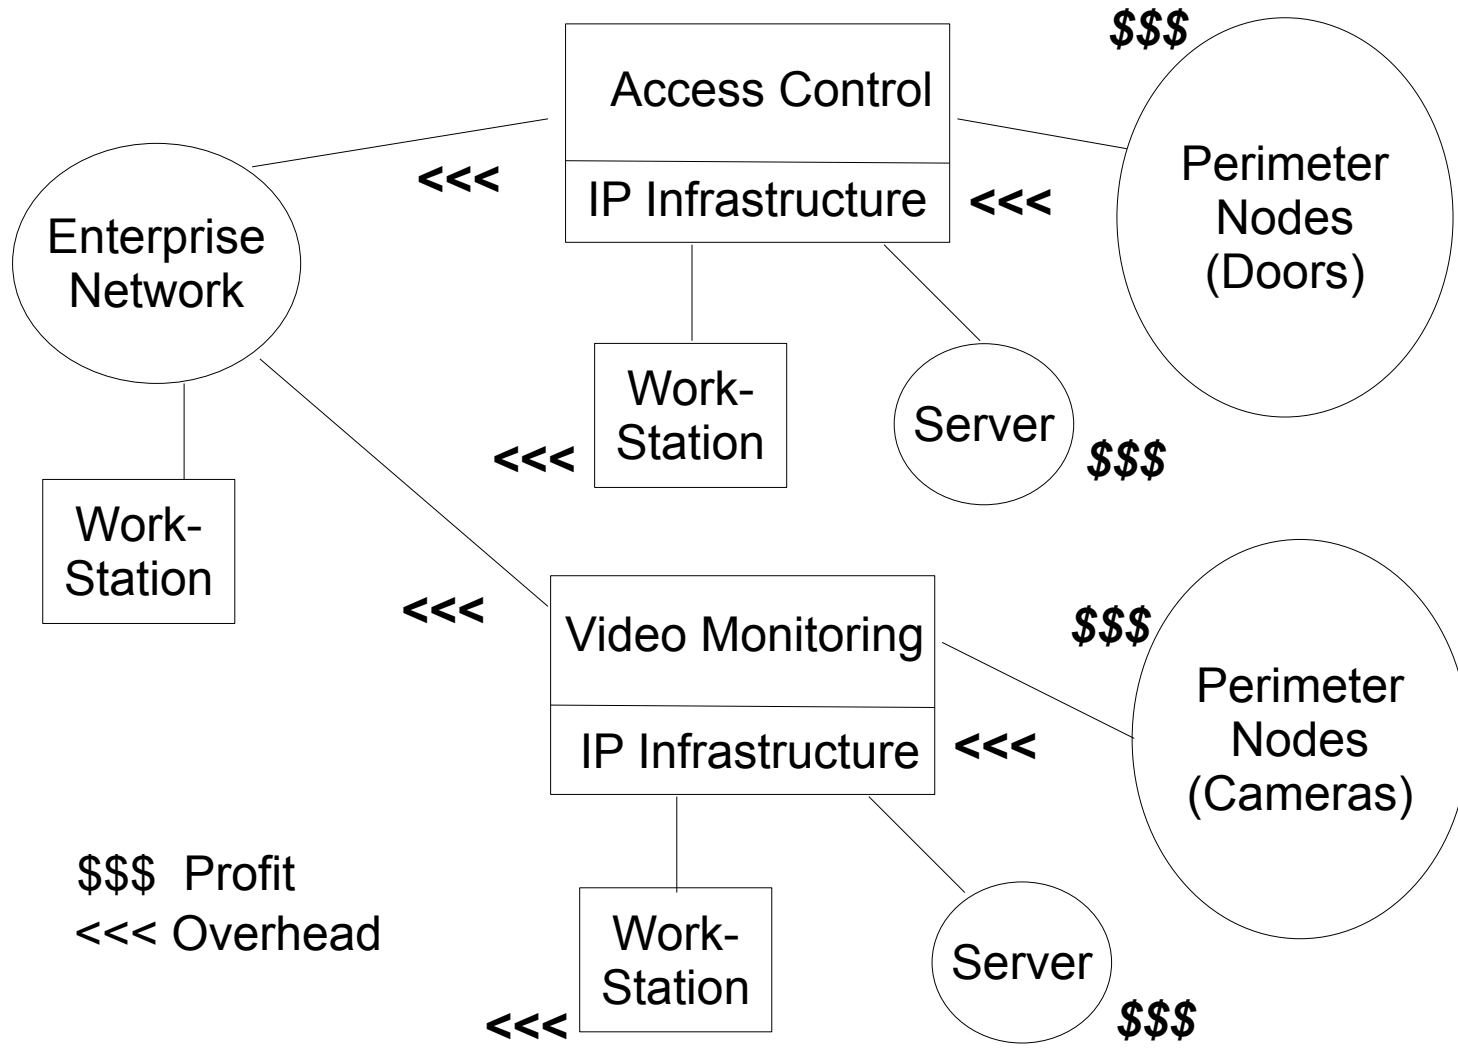 $$$
Access Control
Perimeter
Nodes
(Doors)
<<<
IP Infrastructure
<<<
Enterprise
Network
Work-
Station
<<<
Server
$$$
Work-
Station
<<<
Video Monitoring
$$$
Perimeter
Nodes
(Cameras)
IP Infrastructure
<<<
$$$ Profit
<<< Overhead
Work-
Station
<<<
Server
$$$